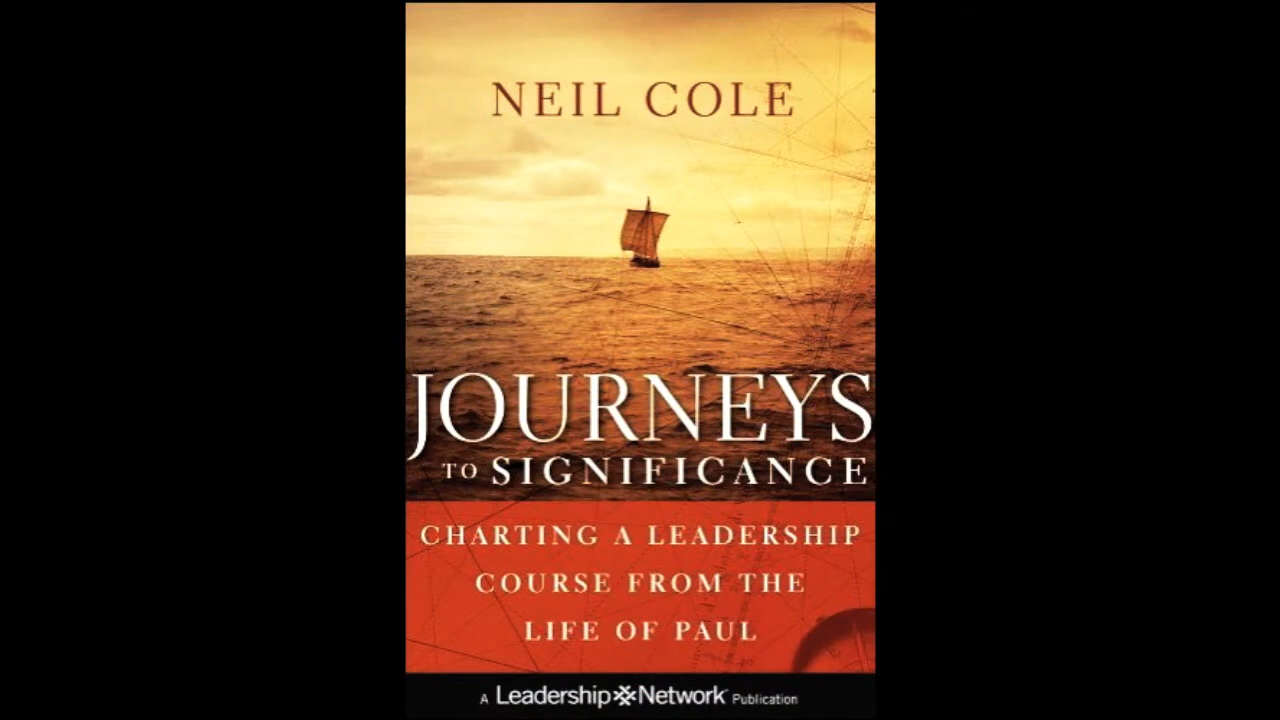 NEIL COLE
JOURNEYS
TO SIGNIFICANCE
CHARTING A LEADERSHIP
COURSE FROM THE
LIFE OF PAUL
A Leadership Network Publication